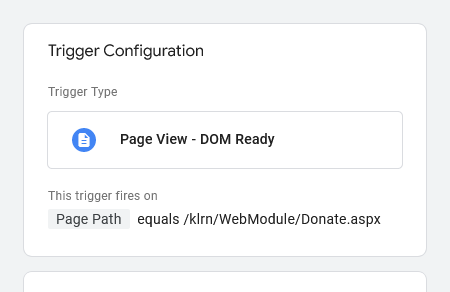 Trigger Configuration
Trigger Type
Page View - DOM Ready
This trigger fires on
Page Path equals /klrn/WebModule/Donate.aspx